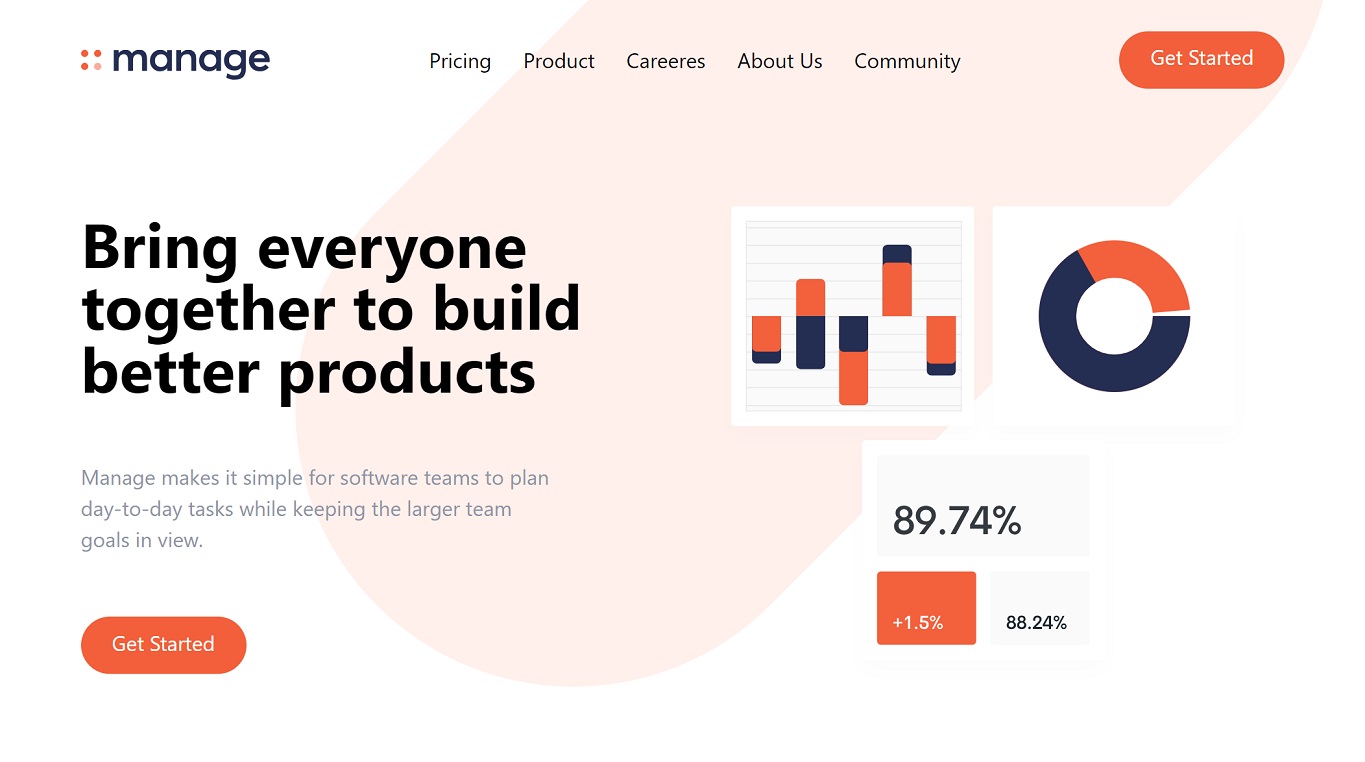 manage
Pricing
Product
Careeres
About Us
Community
Get Started
Bring everyone
together to build
better products
Manage makes it simple for software teams to plan
day-to-day tasks while keeping the larger team
goals in view.
Get Started
89.74%
+1.5%
88.24%